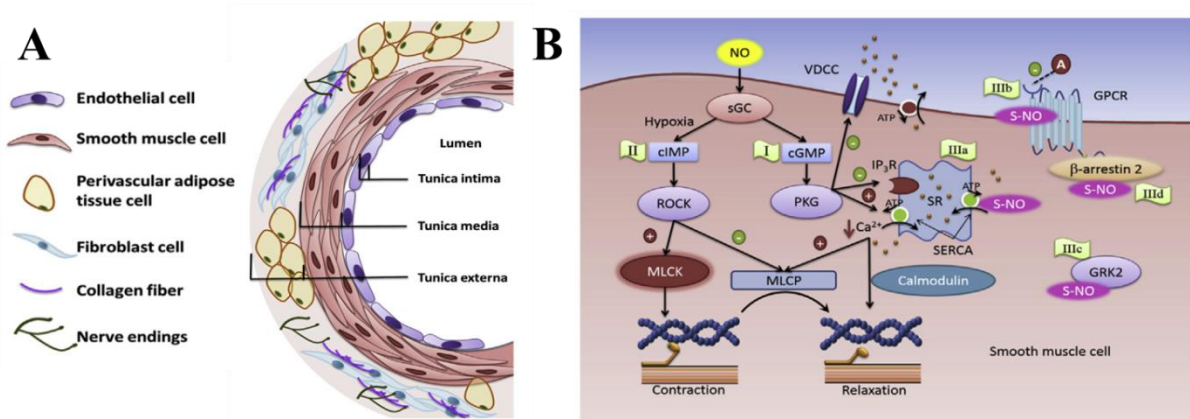 A
Endothelial cell
Smooth muscle cell
Perivascular adipose
tissue cell
Fibroblast cell
Collagen fiber
Nerve endings
Lumen
Tunica intima
Tunica media
Tunica externa
B
NO
VDCC
sGC
Hypoxia
II
cIMP
I
cGMP
ROCK
PKG
ATP
IP3R
IIIa
ATP
ATP
SR
S-NO
Ca2+
SERCA
MLCK
MLCP
Calmodulin
Contraction
Relaxation
A
IIIb
GPCR
S-NO
β-arrestin 2
S-NO
IIId
IIIc
GRK2
S-NO
Smooth muscle cell
+
-
-
+
-
+
-